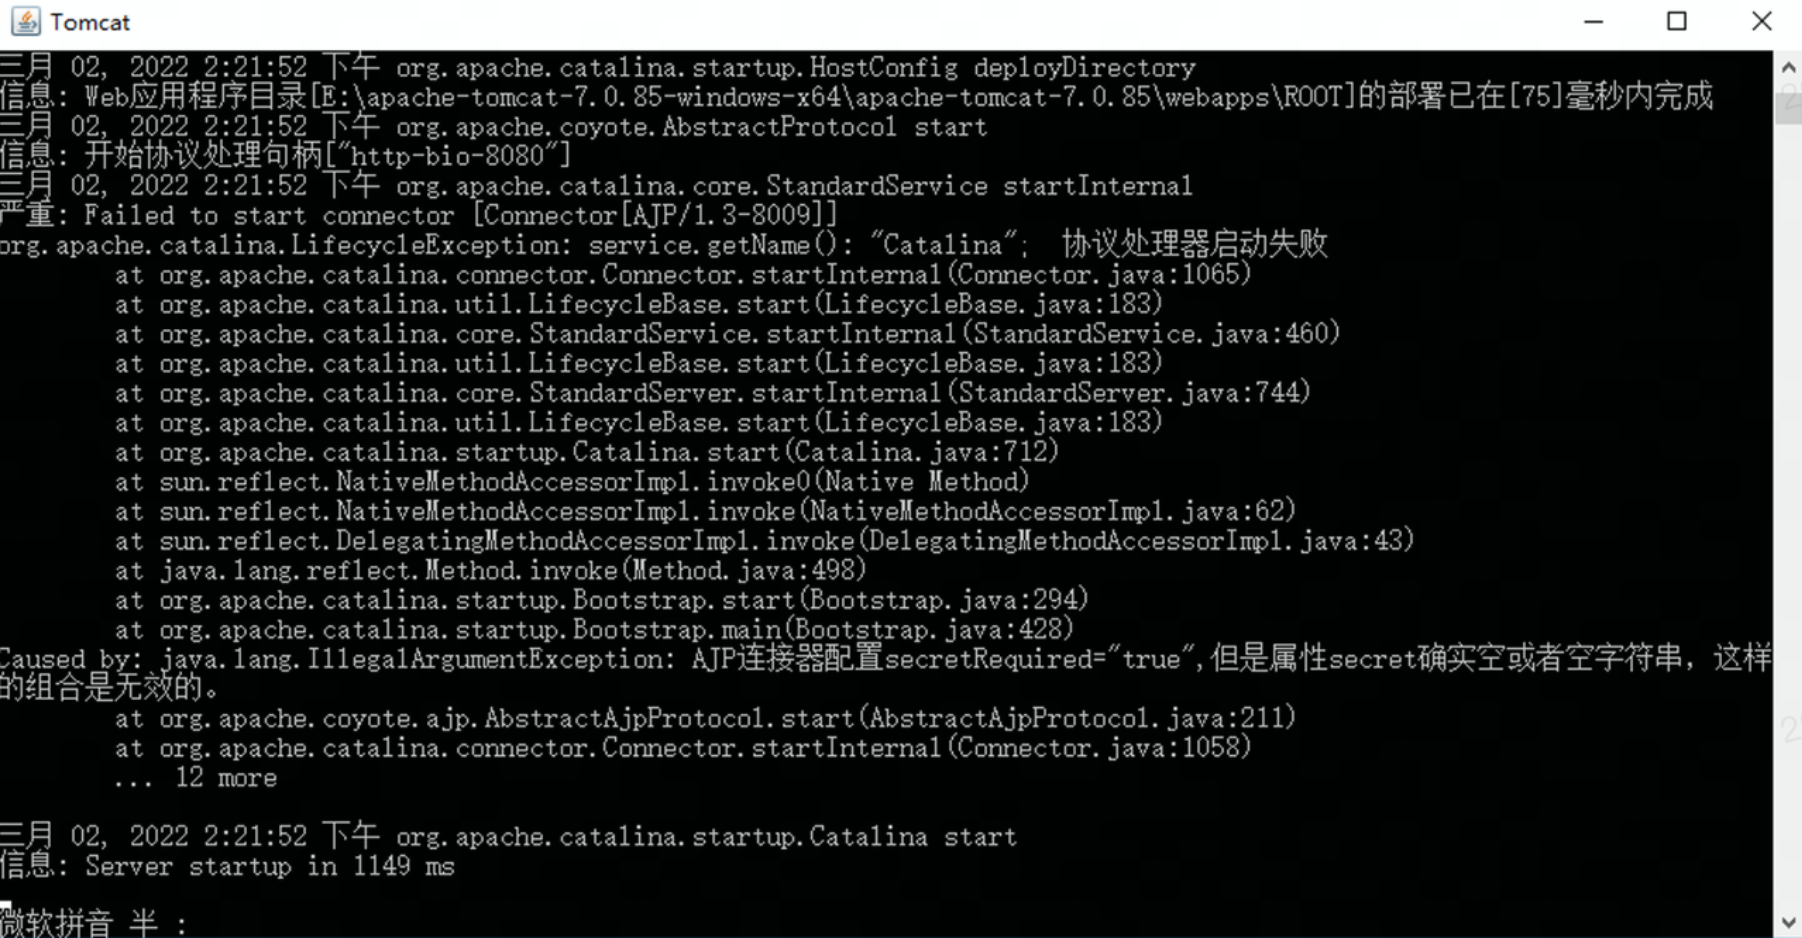 Tomcat
三月 02, 2022 2:21:52 下午 org.apache.catalina.startup.HostConfig deployDirectory
信息: Web应用程序目录[E:\apache-tomcat-7.0.85-windows-x64\apache-tomcat-7.0.85\webapps\ROOT]的部署已在[75]毫秒内完成
三月 02, 2022 2:21:52 下午 org.apache.coyote.AbstractProtocol start
信息: 开始协议处理句柄["http-bio-8080"]
三月 02, 2022 2:21:52 下午 org.apache.catalina.core.StandardService startInternal
严重: Failed to start connector [Connector[AJP/1.3-8009]]
org.apache.catalina.LifecycleException: service.getName(): "Catalina"; 协议处理器启动失败
at org.apache.catalina.connector.Connector.startInternal(Connector.java:1065)
at org.apache.catalina.util.LifecycleBase.start(LifecycleBase.java:183)
at org.apache.catalina.core.StandardService.startInternal(StandardService.java:460)
at org.apache.catalina.util.LifecycleBase.start(LifecycleBase.java:183)
at org.apache.catalina.core.StandardServer.startInternal(StandardServer.java:744)
at org.apache.catalina.util.LifecycleBase.start(LifecycleBase.java:183)
at org.apache.catalina.startup.Catalina.start(Catalina.java:712)
at sun.reflect.NativeMethodAccessorImpl.invoke0(Native Method)
at sun.reflect.NativeMethodAccessorImpl.invoke(NativeMethodAccessorImpl.java:62)
at sun.reflect.DelegatingMethodAccessorImpl.invoke(DelegatingMethodAccessorImpl.java:43)
at java.lang.reflect.Method.invoke(Method.java:498)
at org.apache.catalina.startup.Bootstrap.start(Bootstrap.java:294)
at org.apache.catalina.startup.Bootstrap.main(Bootstrap.java:428)
Caused by: java.lang.IllegalArgumentException: AJP连接器配置secretRequired="true",但是属性secret确实空或者空字符串，这样
的组合是无效的。
at org.apache.coyote.ajp.AbstractAjpProtocol.start(AbstractAjpProtocol.java:211)
at org.apache.catalina.connector.Connector.startInternal(Connector.java:1058)
... 12 more
三月 02, 2022 2:21:52 下午 org.apache.catalina.startup.Catalina start
信息: Server startup in 1149 ms
微软拼音 半 :